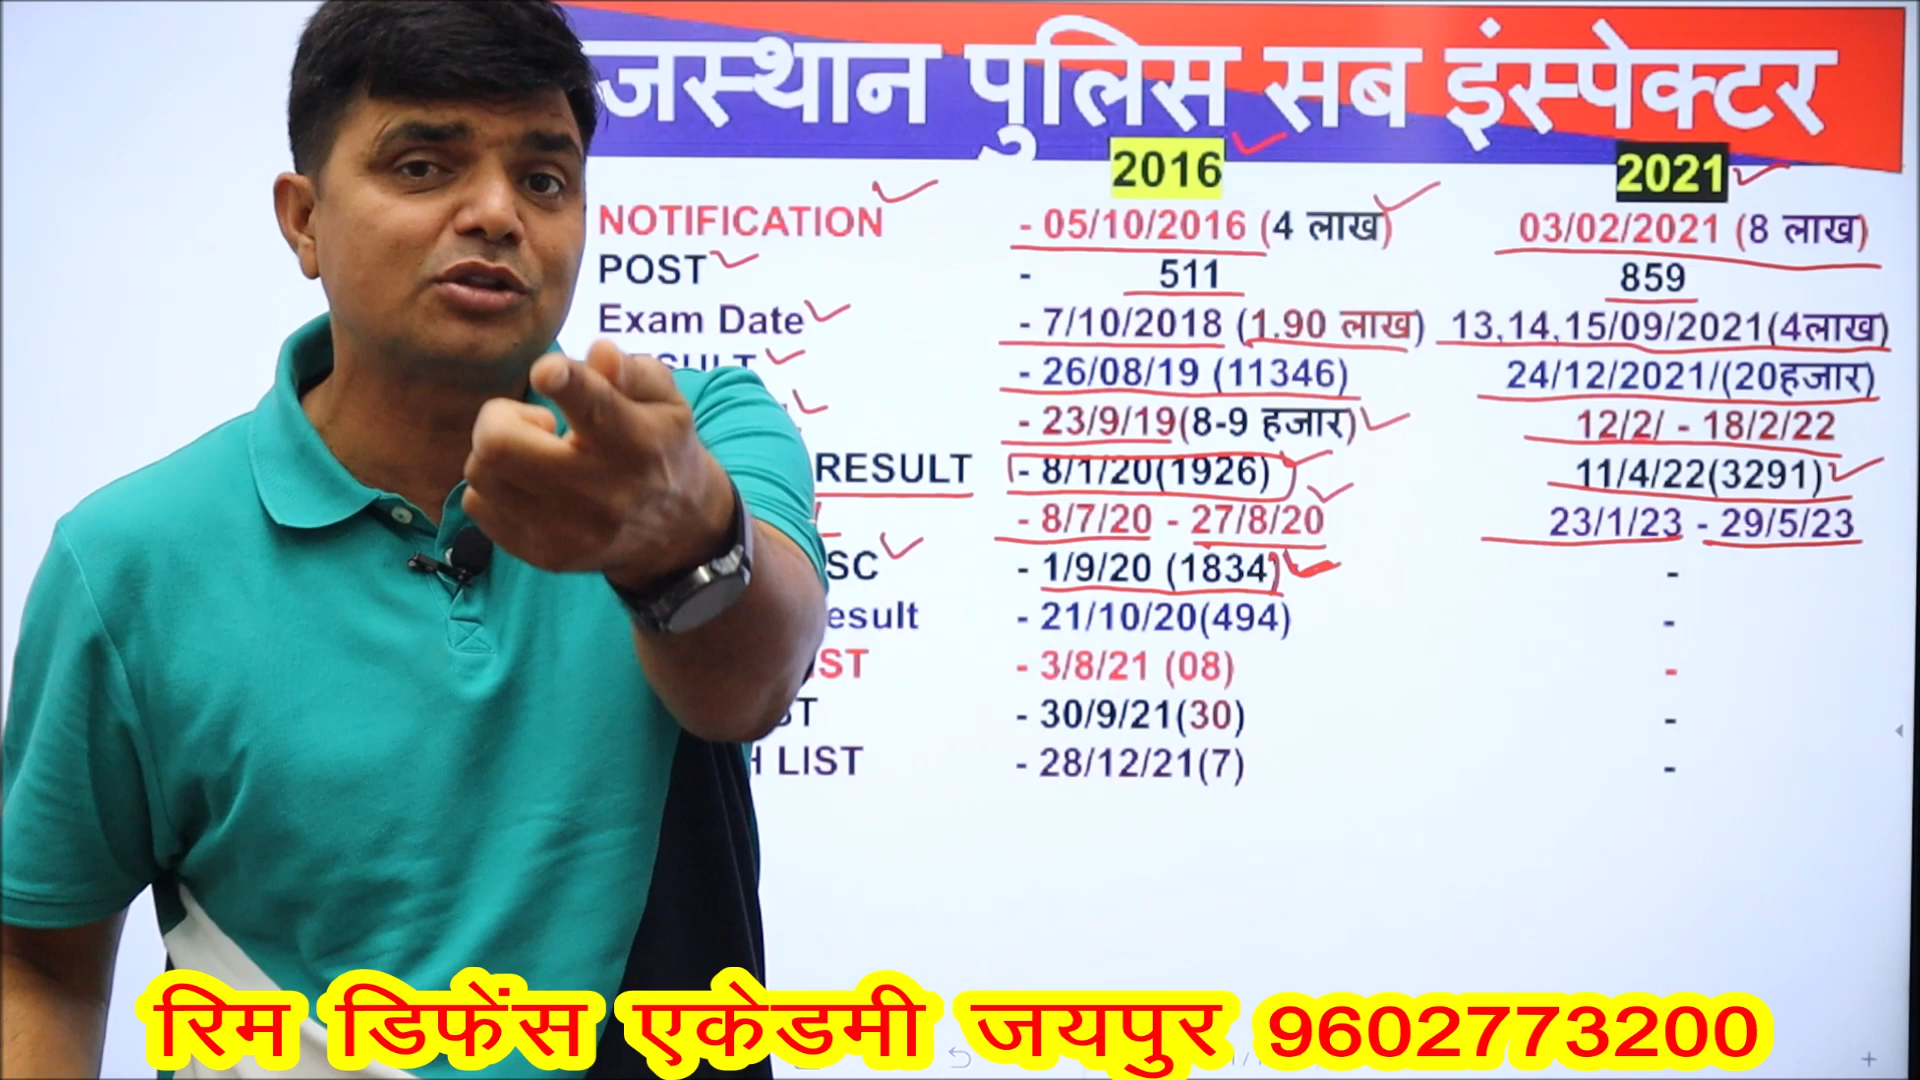 जस्थान पुलिस सब इंस्पेक्टर
2016 2021
NOTIFICATION - 05/10/2016 (4 लाख) 03/02/2021 (8 लाख)
POST - 511 859
Exam Date - 7/10/2018 (1.90 लाख) 13,14,15/09/2021(4लाख)
RESULT - 26/08/19 (11346) 24/12/2021/(20हजार)
- 23/9/19(8-9 हजार) 12/2/ - 18/2/22
RESULT - 8/1/20(1926) 11/4/22(3291)
- 8/7/20 - 27/8/20 23/1/23 - 29/5/23
SC - 1/9/20 (1834) -
esult - 21/10/20(494) -
IST - 3/8/21 (08) -
ST - 30/9/21(30) -
H LIST - 28/12/21(7) -
रिम डिफेंस एकेडमी जयपुर 9602773200